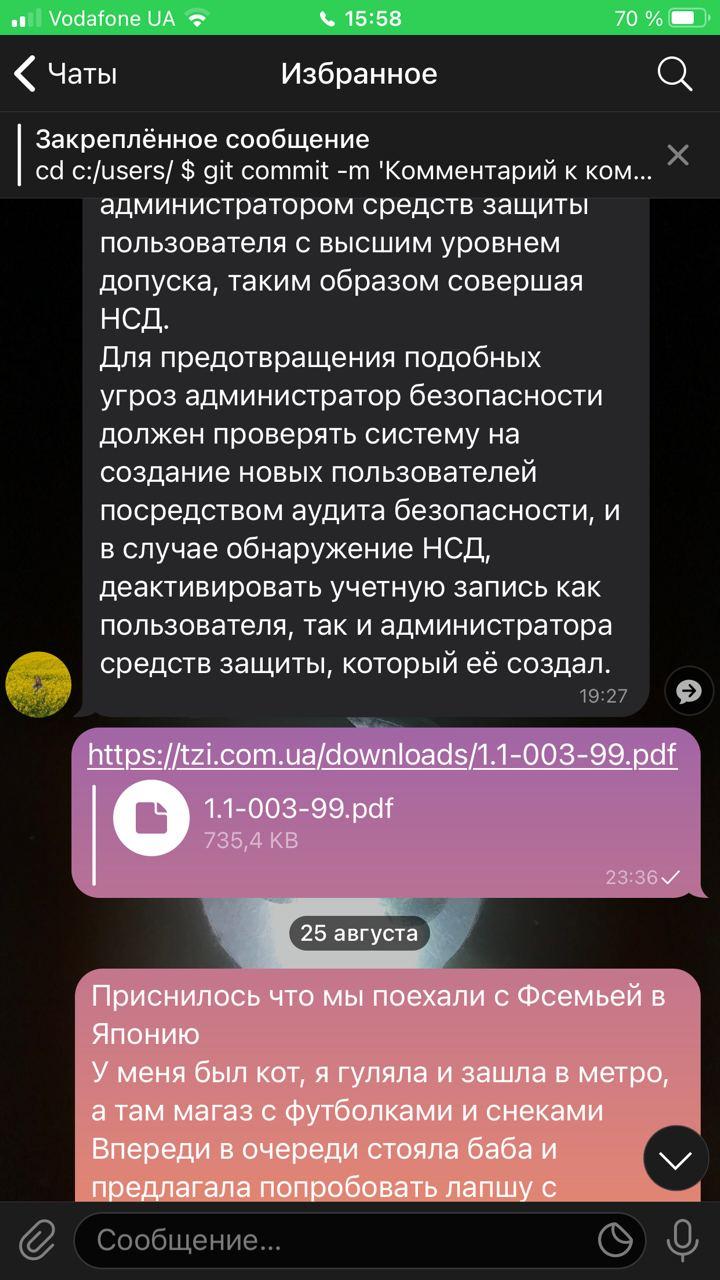 Vodafone UA 15:58 70 %
Чаты Избранное
Закреплённое сообщение
cd c:/users/ $ git commit -m 'Комментарий к ком...
администратором средств защиты
пользователя с высшим уровнем
допуска, таким образом совершая
НСД.
Для предотвращения подобных
угроз администратор безопасности
должен проверять систему на
создание новых пользователей
посредством аудита безопасности, и
в случае обнаружение НСД,
деактивировать учетную запись как
пользователя, так и администратора
средств защиты, который её создал.
19:27
https://tzi.com.ua/downloads/1.1-003-99.pdf
1.1-003-99.pdf
735,4 KB
23:36
25 августа
Приснилось что мы поехали с Фсемьей в
Японию
У меня был кот, я гуляла и зашла в метро,
а там магаз с футболками и снеками
Впереди в очереди стояла баба и
предлагала попробовать лапшу с
Сообщение...